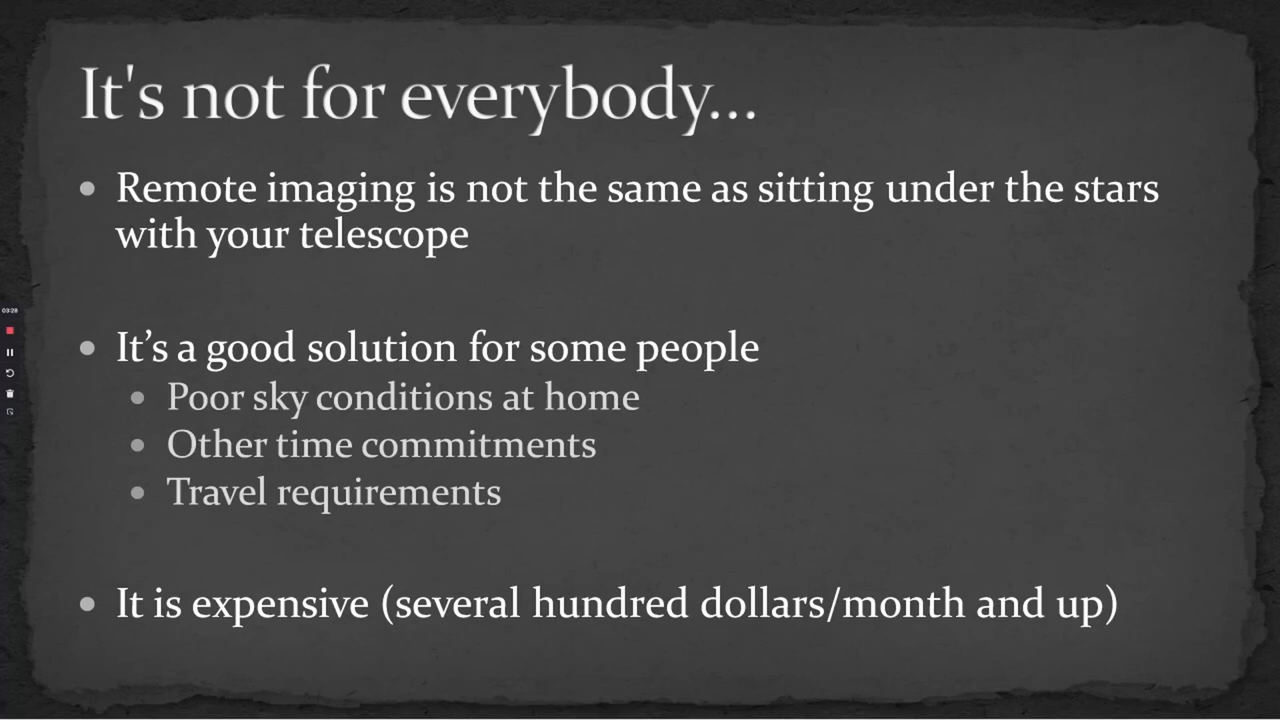 It's not for everybody...
• Remote imaging is not the same as sitting under the stars
with your telescope
• It’s a good solution for some people
• Poor sky conditions at home
• Other time commitments
• Travel requirements
• It is expensive (several hundred dollars/month and up)
03:28